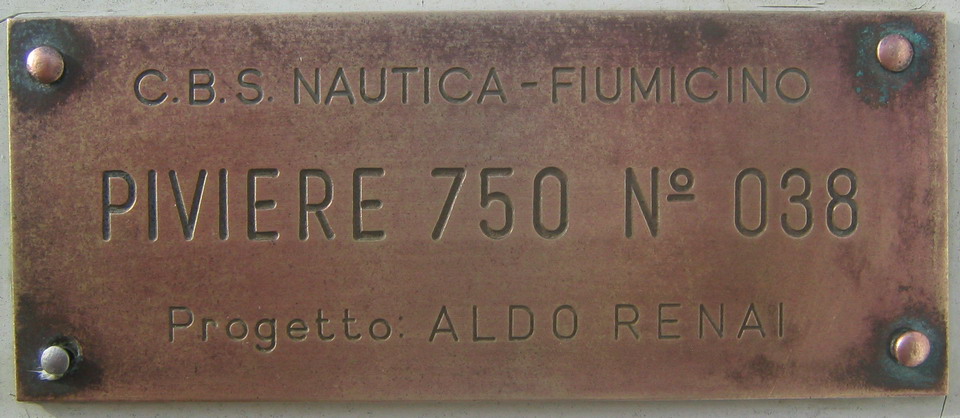 C.B.S. NAUTICA-FIUMICINO
PIVIERE 750 Nº 038
Progetto: ALDO RENAI